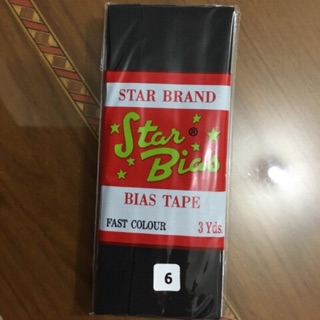 STAR BRAND
Star ®
Bias
BIAS TAPE
FAST COLOUR 3 Yds.
6